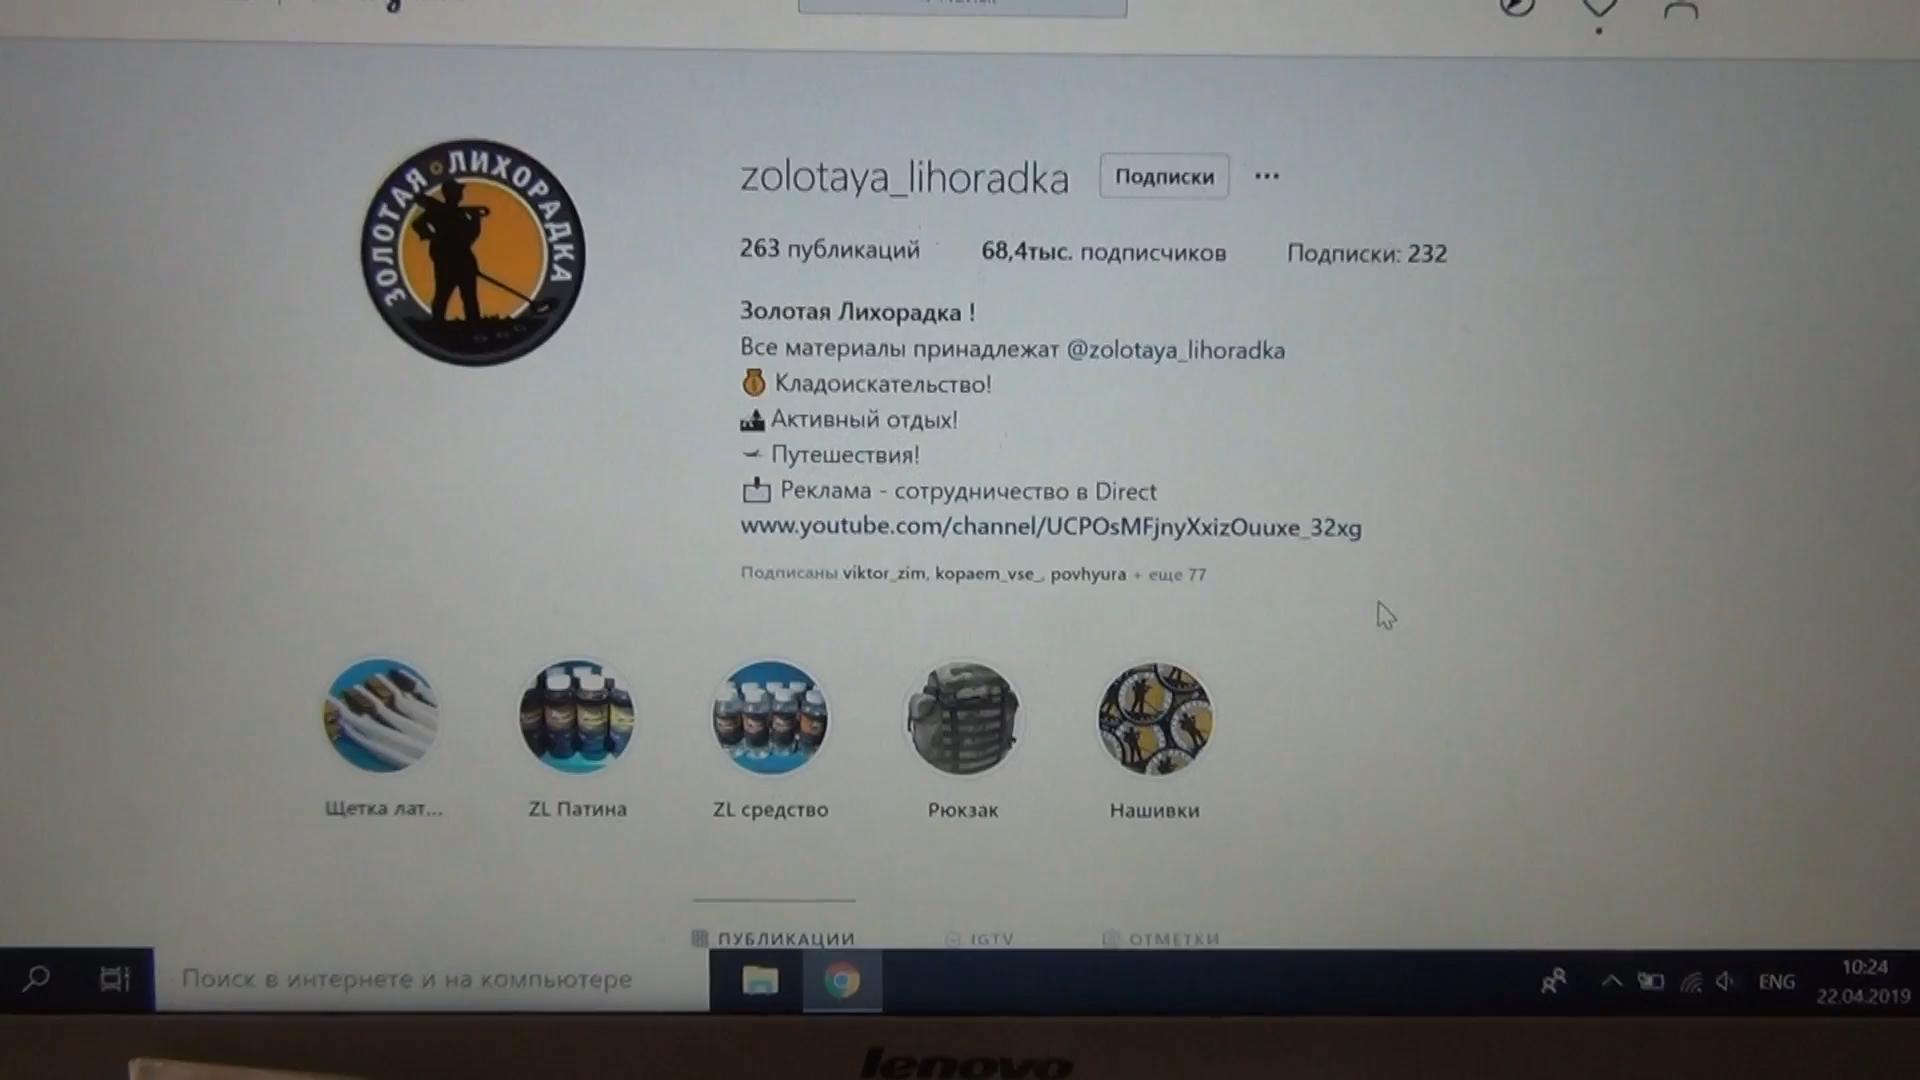 ЗОЛОТАЯ ЛИХОРАДКА
zolotaya_lihoradka
Подписки
263 публикаций 68,4тыс. подписчиков Подписки: 232
Золотая Лихорадка !
Все материалы принадлежат @zolotaya_lihoradka
Кладоискательство!
Активный отдых!
Путешествия!
Реклама - сотрудничество в Direct
www.youtube.com/channel/UCPOsMFjnyXxizOuuxe_32xg
Подписаны viktor_zim, kopaem_vse_, povhyura + еще 77
Щетка лат... ZL Патина ZL средство Рюкзак Нашивки
ПУБЛИКАЦИИ IGTV ОТМЕТКИ
Поиск в интернете и на компьютере
ENG
10:24
22.04.2019
lenovo